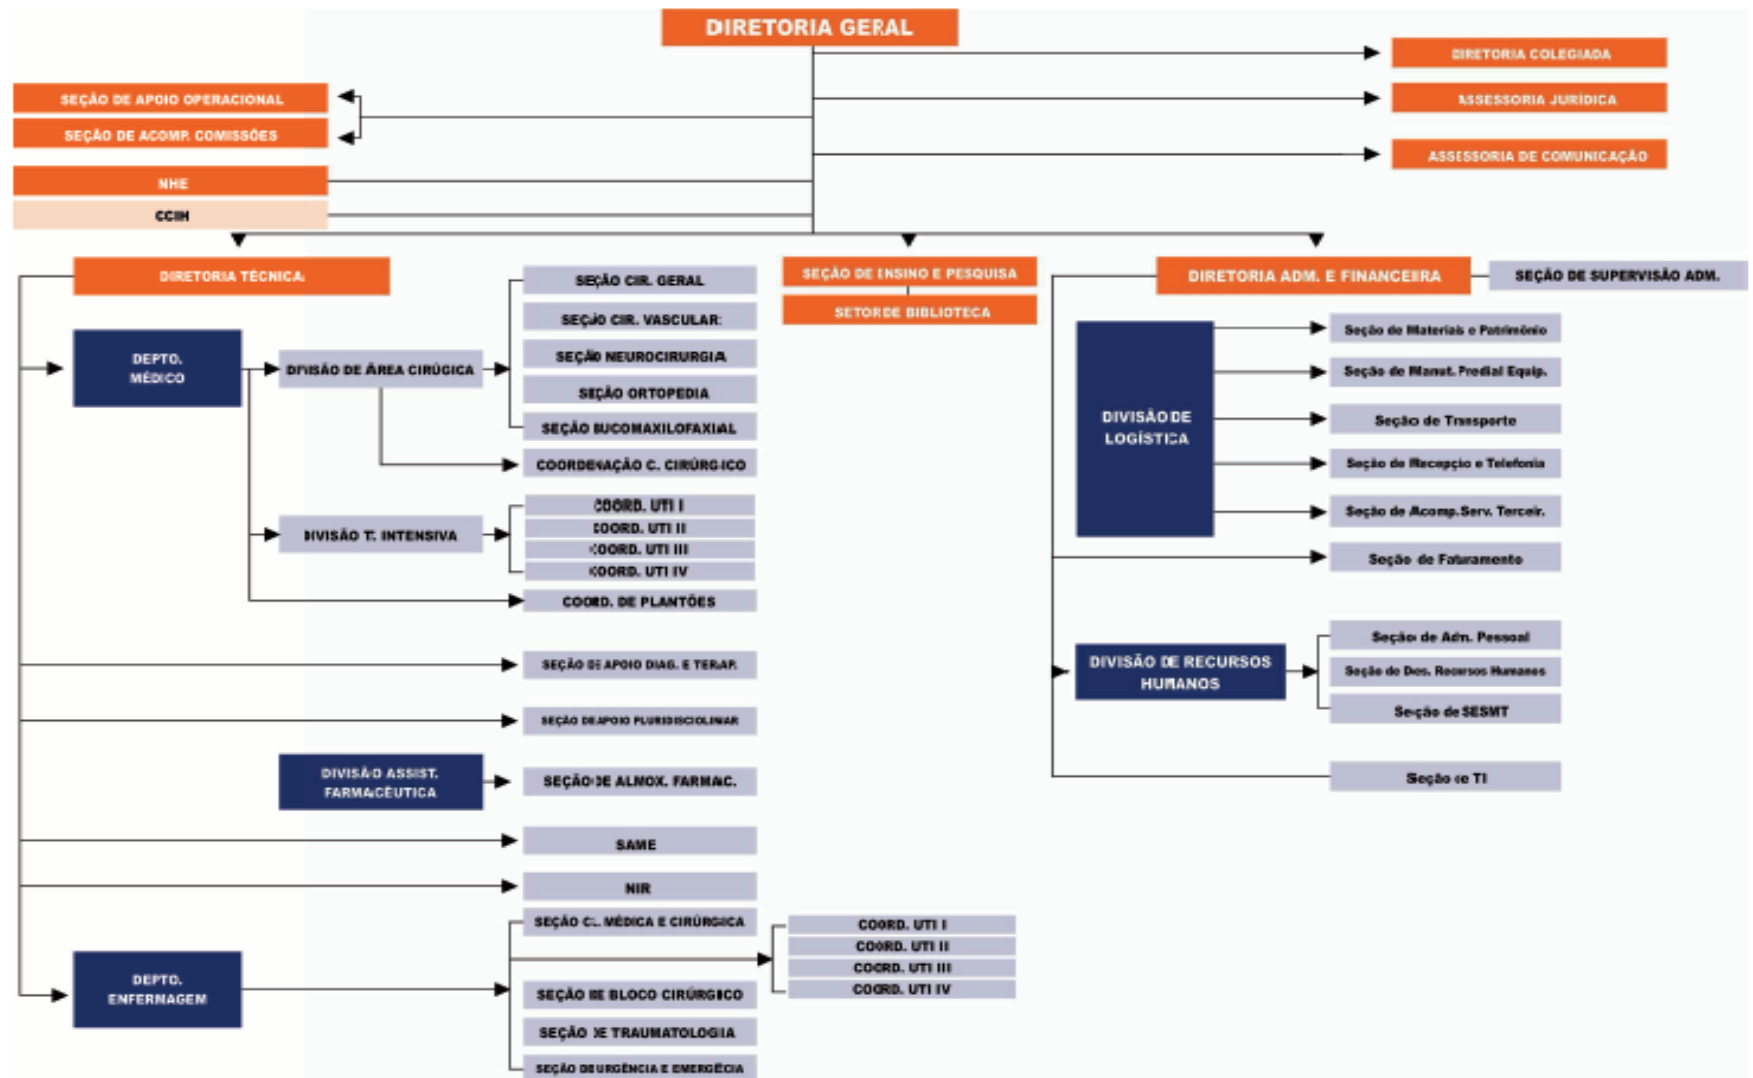 DIRETORIA GERAL
DIRETORIA COLEGIADA
ASSESSORIA JURÍDICA
ASSESSORIA DE COMUNICAÇÃO
SEÇÃO DE APOIO OPERACIONAL
SEÇÃO DE ACOMP. COMISSÕES
NHE
CCIH
DIRETORIA TÉCNICA
DEPTO.
MÉDICO
DIVISÃO DE ÁREA CIRÚGICA
SEÇÃO CIR. GERAL
SEÇÃO CIR. VASCULAR
SEÇÃO NEUROCIRURGIA
SEÇÃO ORTOPEDIA
SEÇÃO BUCOMAXILOFAXIAL
COORDENAÇÃO C. CIRÚRGICO
DIVISÃO T. INTENSIVA
COORD. UTI I
COORD. UTI II
COORD. UTI III
COORD. UTI IV
COORD. DE PLANTÕES
SEÇÃO DE APOIO DIAG. E TERAP.
SEÇÃO DE APOIO PLURIDISCIOLINAR
DIVISÃO ASSIST.
FARMACÊUTICA
SEÇÃO DE ALMOX. FARMAC.
SAME
NIR
DEPTO.
ENFERMAGEM
SEÇÃO CL. MÉDICA E CIRÚRGICA
COORD. UTI I
COORD. UTI II
COORD. UTI III
COORD. UTI IV
SEÇÃO DE BLOCO CIRÚRGICO
SEÇÃO DE TRAUMATOLOGIA
SEÇÃO DE URGÊNCIA E EMERGÊCIA
SEÇÃO DE ENSINO E PESQUISA
SETOR DE BIBLIOTECA
DIRETORIA ADM. E FINANCEIRA
SEÇÃO DE SUPERVISÃO ADM.
DIVISÃO DE
LOGÍSTICA
Seção de Materiais e Patrimônio
Seção de Manut. Predial Equip.
Seção de Transporte
Seção de Recepção e Telefonia
Seção de Acomp.Serv. Terceir.
Seção de Faturamento
DIVISÃO DE RECURSOS
HUMANOS
Seção de Adm. Pessoal
Seção de Des. Recursos Humanos
Seção de SESMT
Seção de TI